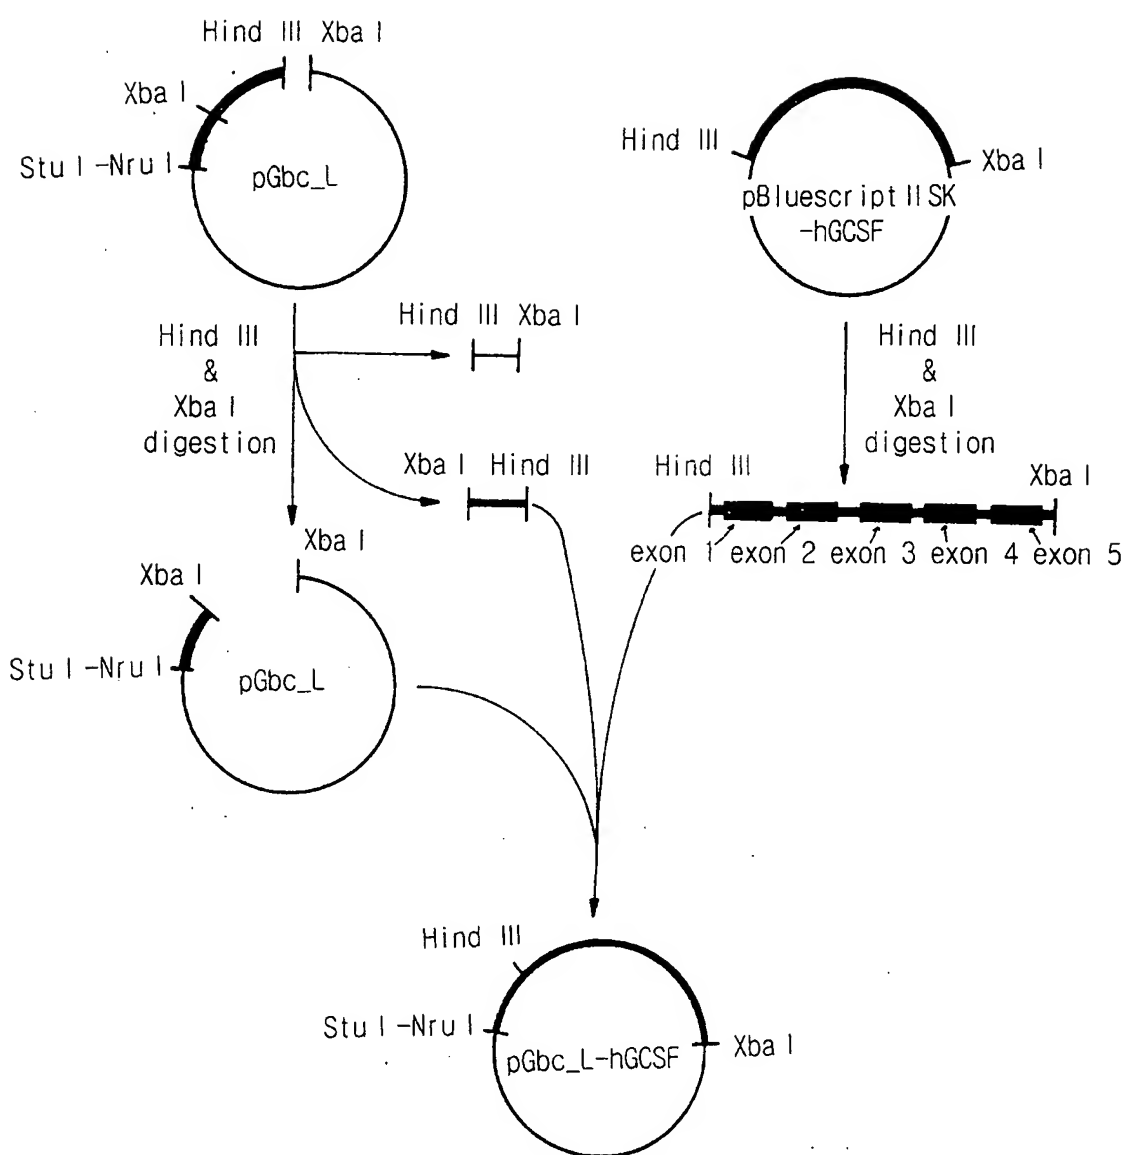 Hind III Xba I
Xba I
Stu I-Nru I
pGbc_L
Hind III
Xba I
pBluescript II SK
-hGCSF
Hind III
&
Xba I
digestion
Hind III Xba I
Hind III
&
Xba I
digestion
Xba I Hind III
Hind III
Xba I
exon 1 exon 2 exon 3 exon 4 exon 5
Xba I
Xba I
Stu I-Nru I
pGbc_L
Hind III
Stu I-Nru I
Xba I
pGbc_L-hGCSF